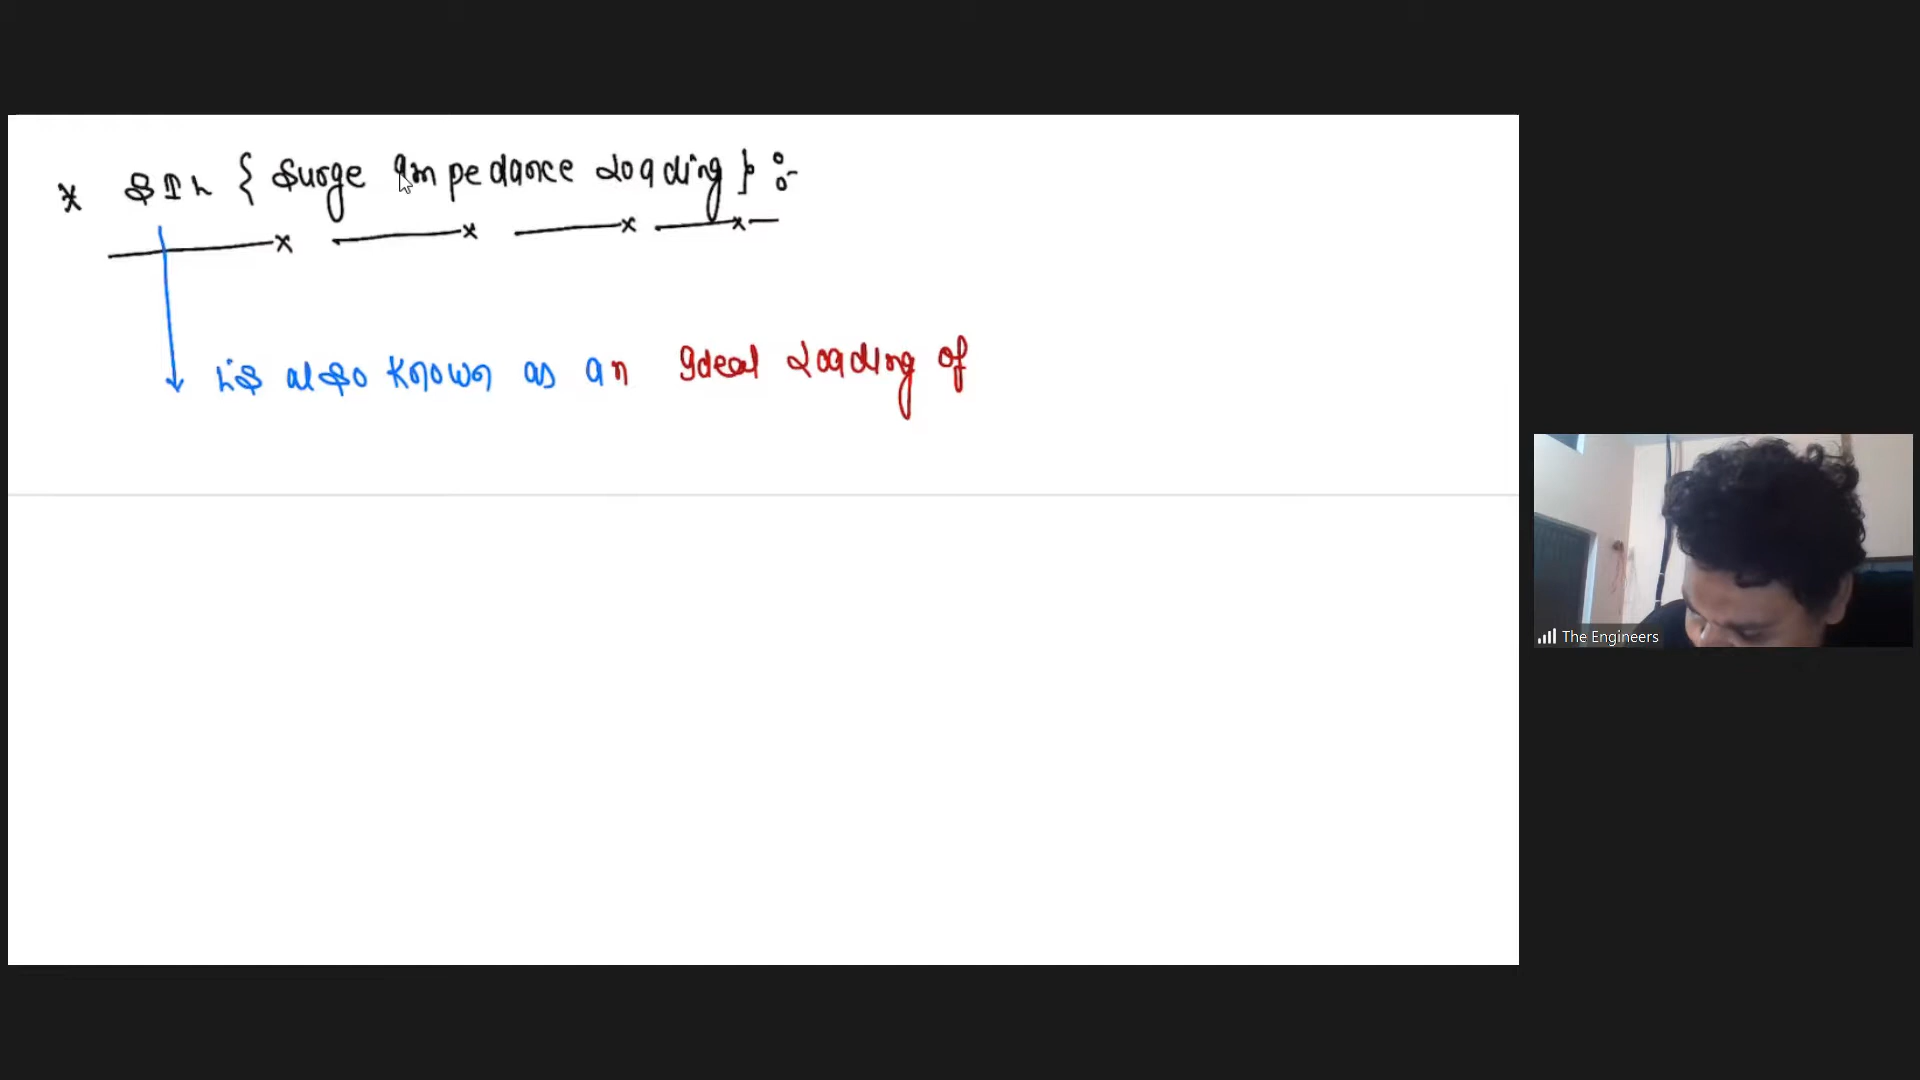 * SIL { Surge Impedance Loading } :-
is also known as an Ideal Loading of
The Engineers